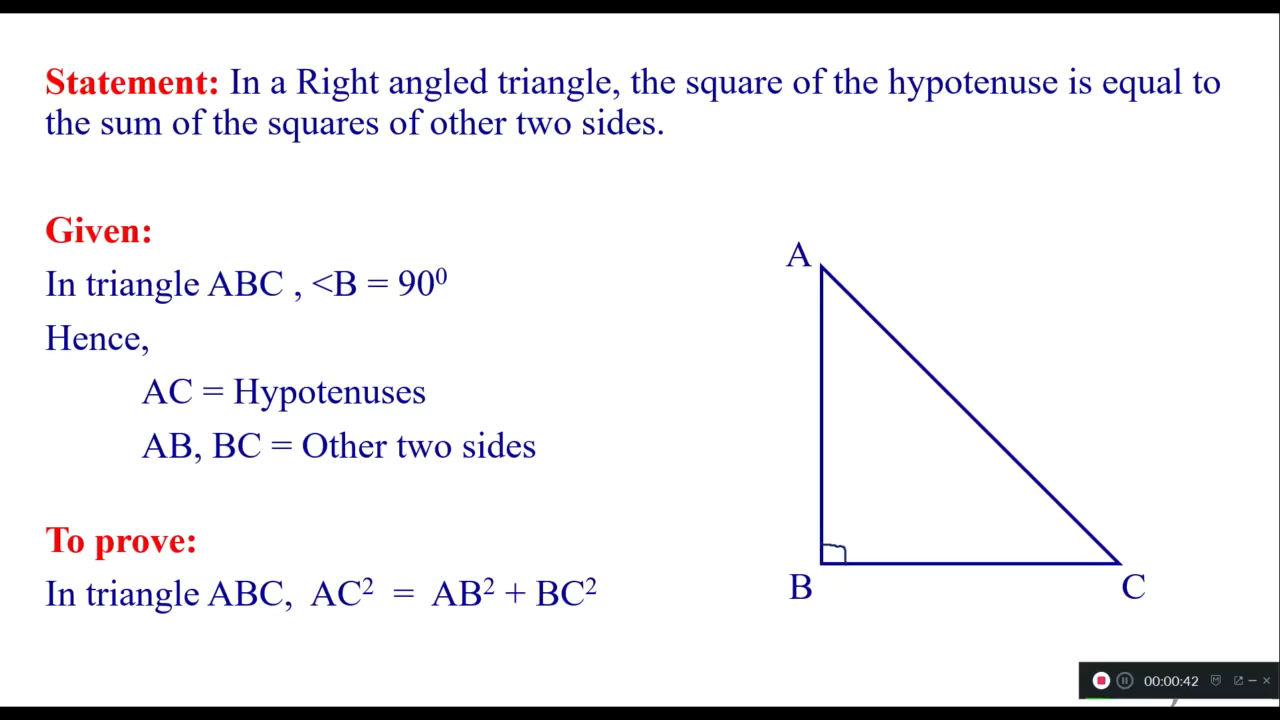 Statement: In a Right angled triangle, the square of the hypotenuse is equal to
the sum of the squares of other two sides.
Given:
In triangle ABC , <B = 90⁰
Hence,
AC = Hypotenuses
AB, BC = Other two sides
To prove:
In triangle ABC, AC² = AB² + BC²
A
B
C
00:00:42